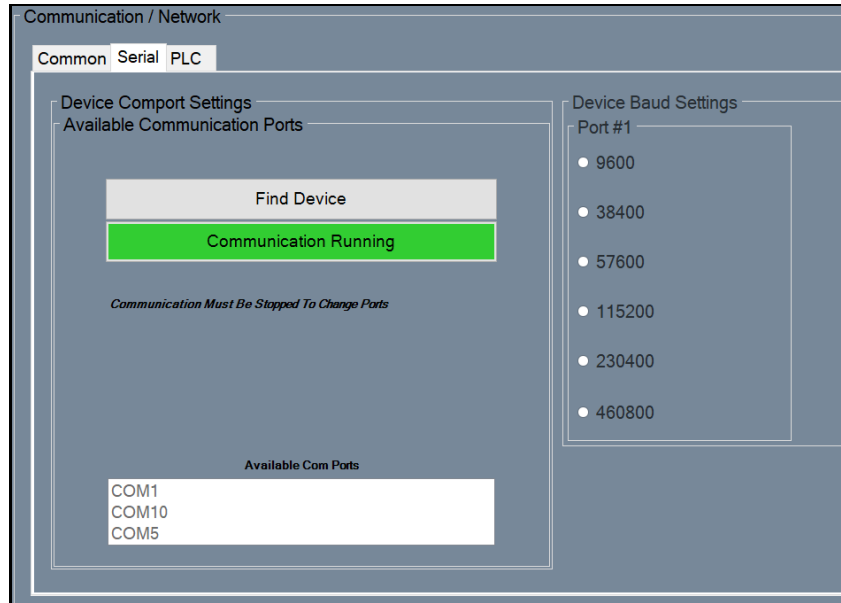 Communication / Network
Common Serial PLC
Device Comport Settings
Available Communication Ports
Find Device
Communication Running
Communication Must Be Stopped To Change Ports
Available Com Ports
COM1
COM10
COM5
Device Baud Settings
Port #1
9600
38400
57600
115200
230400
460800